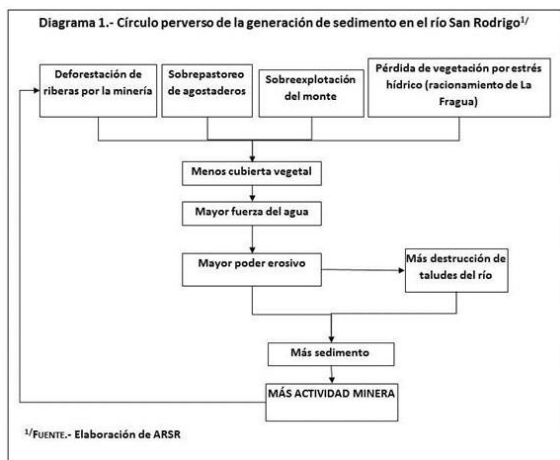 Diagrama 1.- Círculo perverso de la generación de sedimento en el río San Rodrigo1/
Deforestación de
riberas por la minería
Sobrepastoreo
de agostaderos
Sobreexplotación
del monte
Pérdida de vegetación por estrés
hídrico (racionamiento de La
Fragua)
Menos cubierta vegetal
Mayor fuerza del agua
Mayor poder erosivo
Más destrucción de
taludes del río
Más sedimento
MÁS ACTIVIDAD MINERA
1/FUENTE.- Elaboración de ARSR